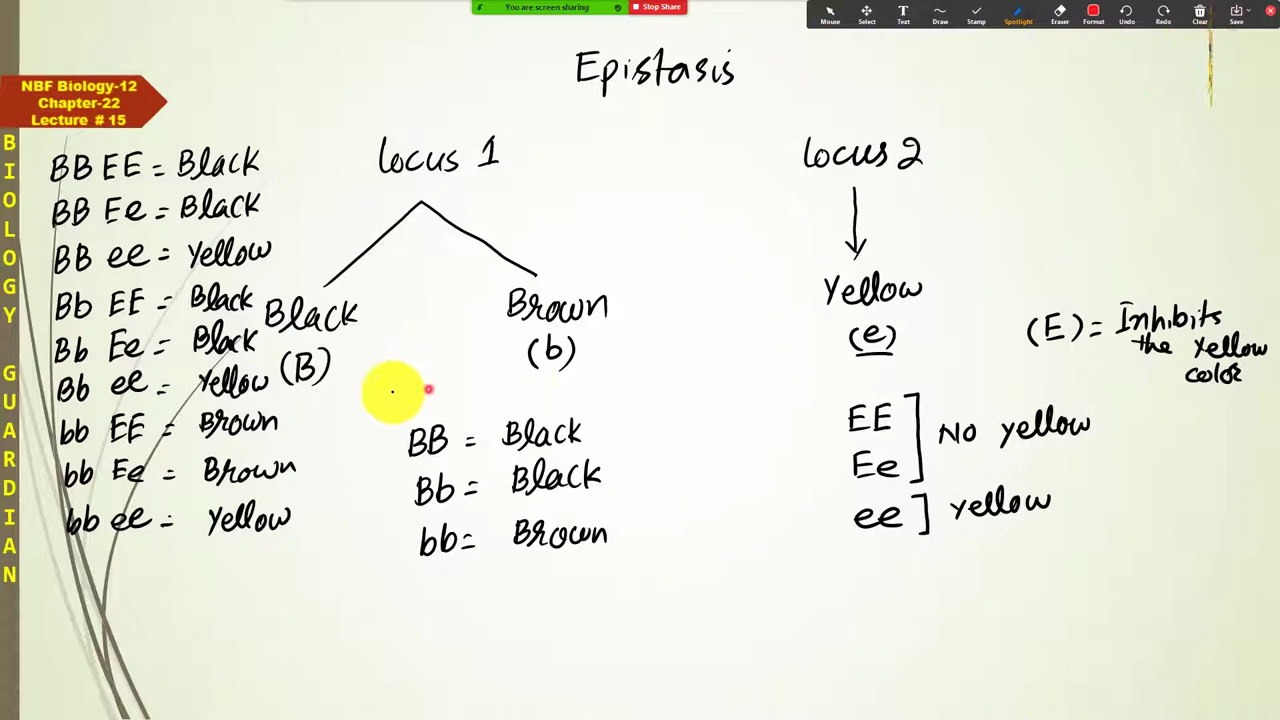 You are screen sharing
Stop Share
Mouse
Select
Text
Draw
Stamp
Spotlight
Eraser
Format
Undo
Redo
Clear
Save
Epistasis
NBF Biology-12
Chapter-22
Lecture # 15
BIOLOGY GUARDIAN
BB EE = Black
BB Ee = Black
BB ee = Yellow
Bb EE = Black
Bb Ee = Black
Bb ee = Yellow
bb EE = Brown
bb Ee = Brown
bb ee = Yellow
locus 1
Black
(B)
Brown
(b)
BB = Black
Bb = Black
bb = Brown
locus 2
Yellow
(e)
(E) = Inhibits
the Yellow
color
EE
Ee
No yellow
ee
yellow